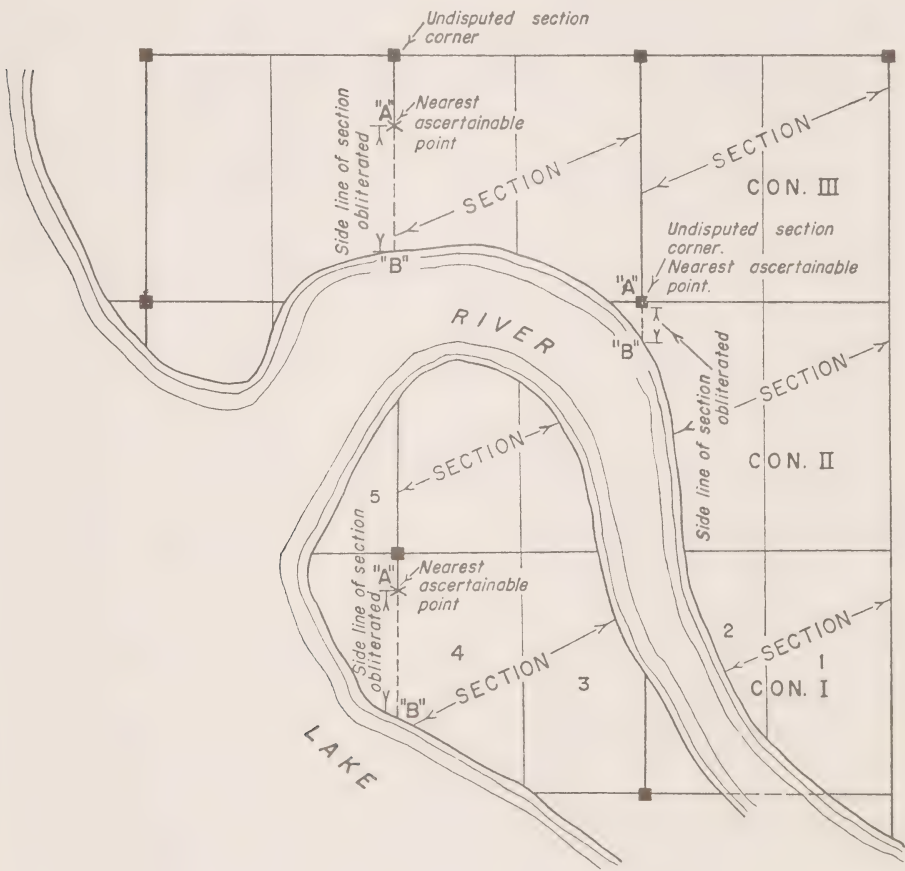 Undisputed section
corner
"A"
Nearest
ascertainable
point
Side line of section
obliterated
"B"
SECTION
SECTION
CON. III
Undisputed section
corner.
Nearest ascertainable
point.
"A"
"B"
RIVER
Side line of section
obliterated
SECTION
CON. II
SECTION
5
"A"
Nearest
ascertainable
point
Side line of section
obliterated
"B"
4
SECTION
3
2
SECTION
1
CON. I
LAKE